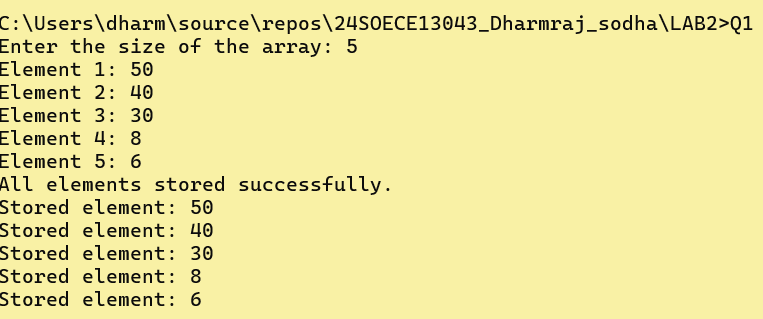 C:\Users\dharm\source\repos\24SOECE13043_Dharmraj_sodha\LAB2>Q1
Enter the size of the array: 5
Element 1: 50
Element 2: 40
Element 3: 30
Element 4: 8
Element 5: 6
All elements stored successfully.
Stored element: 50
Stored element: 40
Stored element: 30
Stored element: 8
Stored element: 6